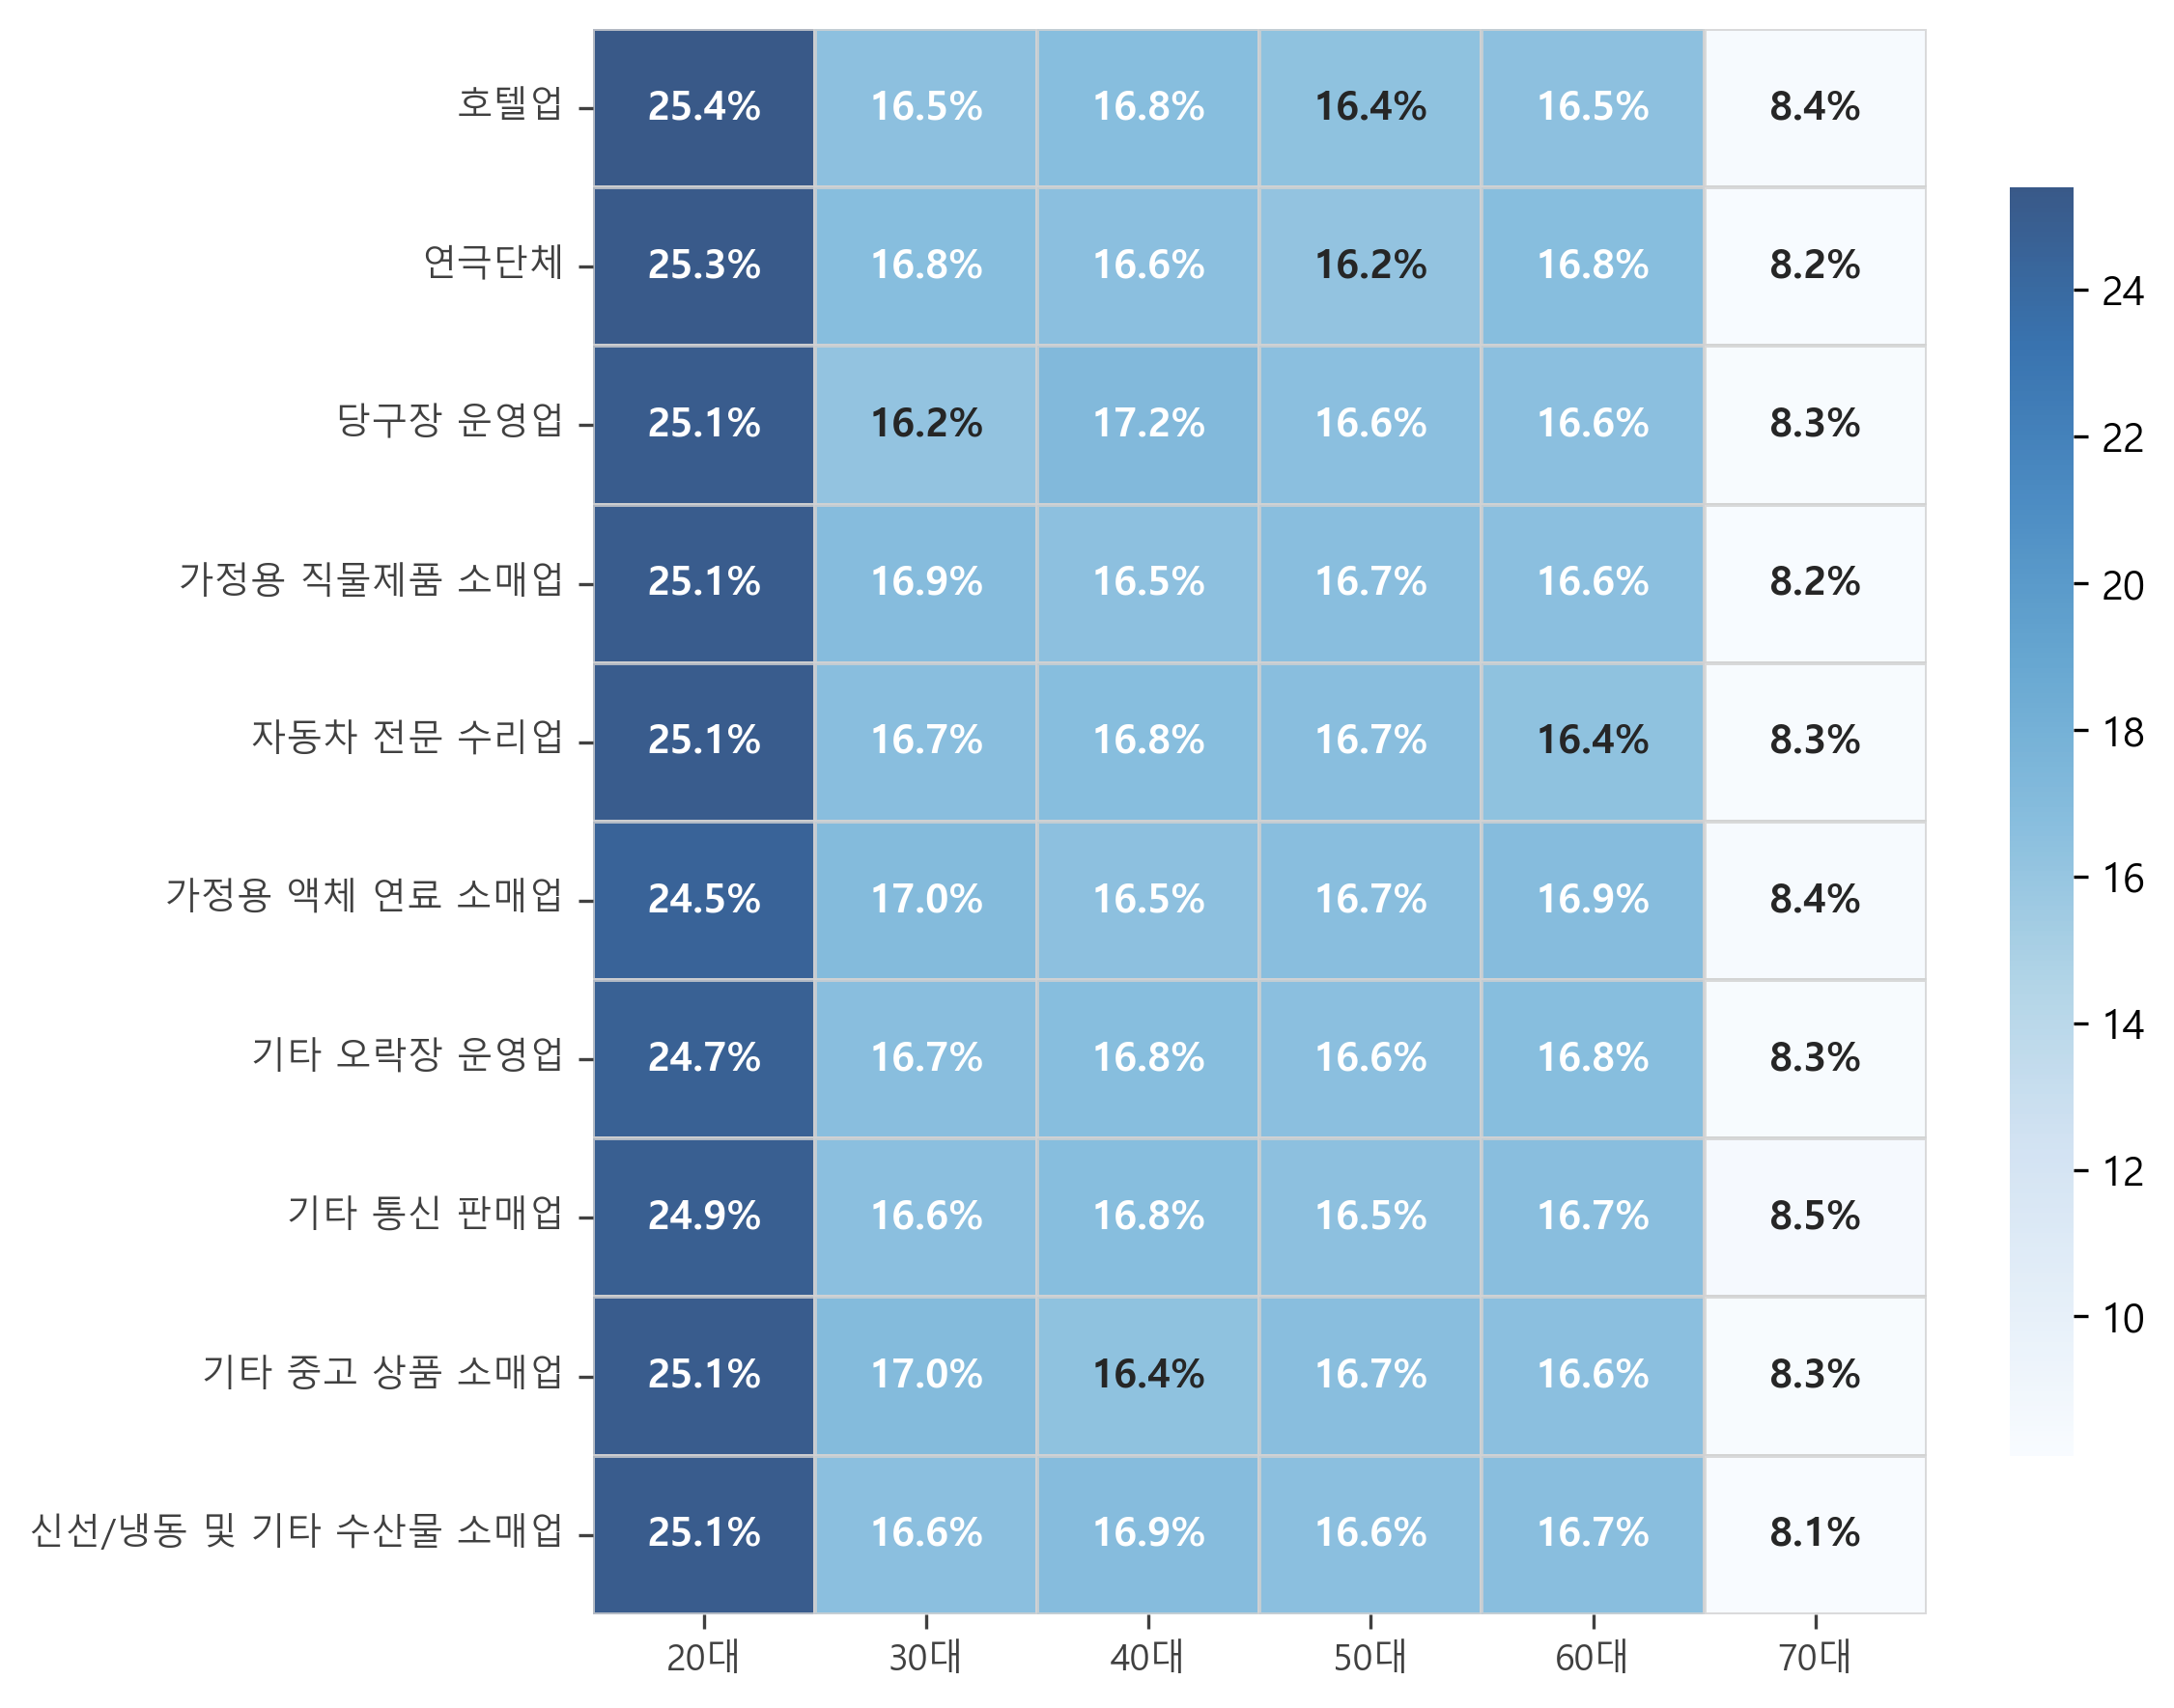 호텔업 25.4% 16.5% 16.8% 16.4% 16.5% 8.4%
연극단체 25.3% 16.8% 16.6% 16.2% 16.8% 8.2%
당구장 운영업 25.1% 16.2% 17.2% 16.6% 16.6% 8.3%
가정용 직물제품 소매업 25.1% 16.9% 16.5% 16.7% 16.6% 8.2%
자동차 전문 수리업 25.1% 16.7% 16.8% 16.7% 16.4% 8.3%
가정용 액체 연료 소매업 24.5% 17.0% 16.5% 16.7% 16.9% 8.4%
기타 오락장 운영업 24.7% 16.7% 16.8% 16.6% 16.8% 8.3%
기타 통신 판매업 24.9% 16.6% 16.8% 16.5% 16.7% 8.5%
기타 중고 상품 소매업 25.1% 17.0% 16.4% 16.7% 16.6% 8.3%
신선/냉동 및 기타 수산물 소매업 25.1% 16.6% 16.9% 16.6% 16.7% 8.1%
20대 30대 40대 50대 60대 70대
24
22
20
18
16
14
12
10